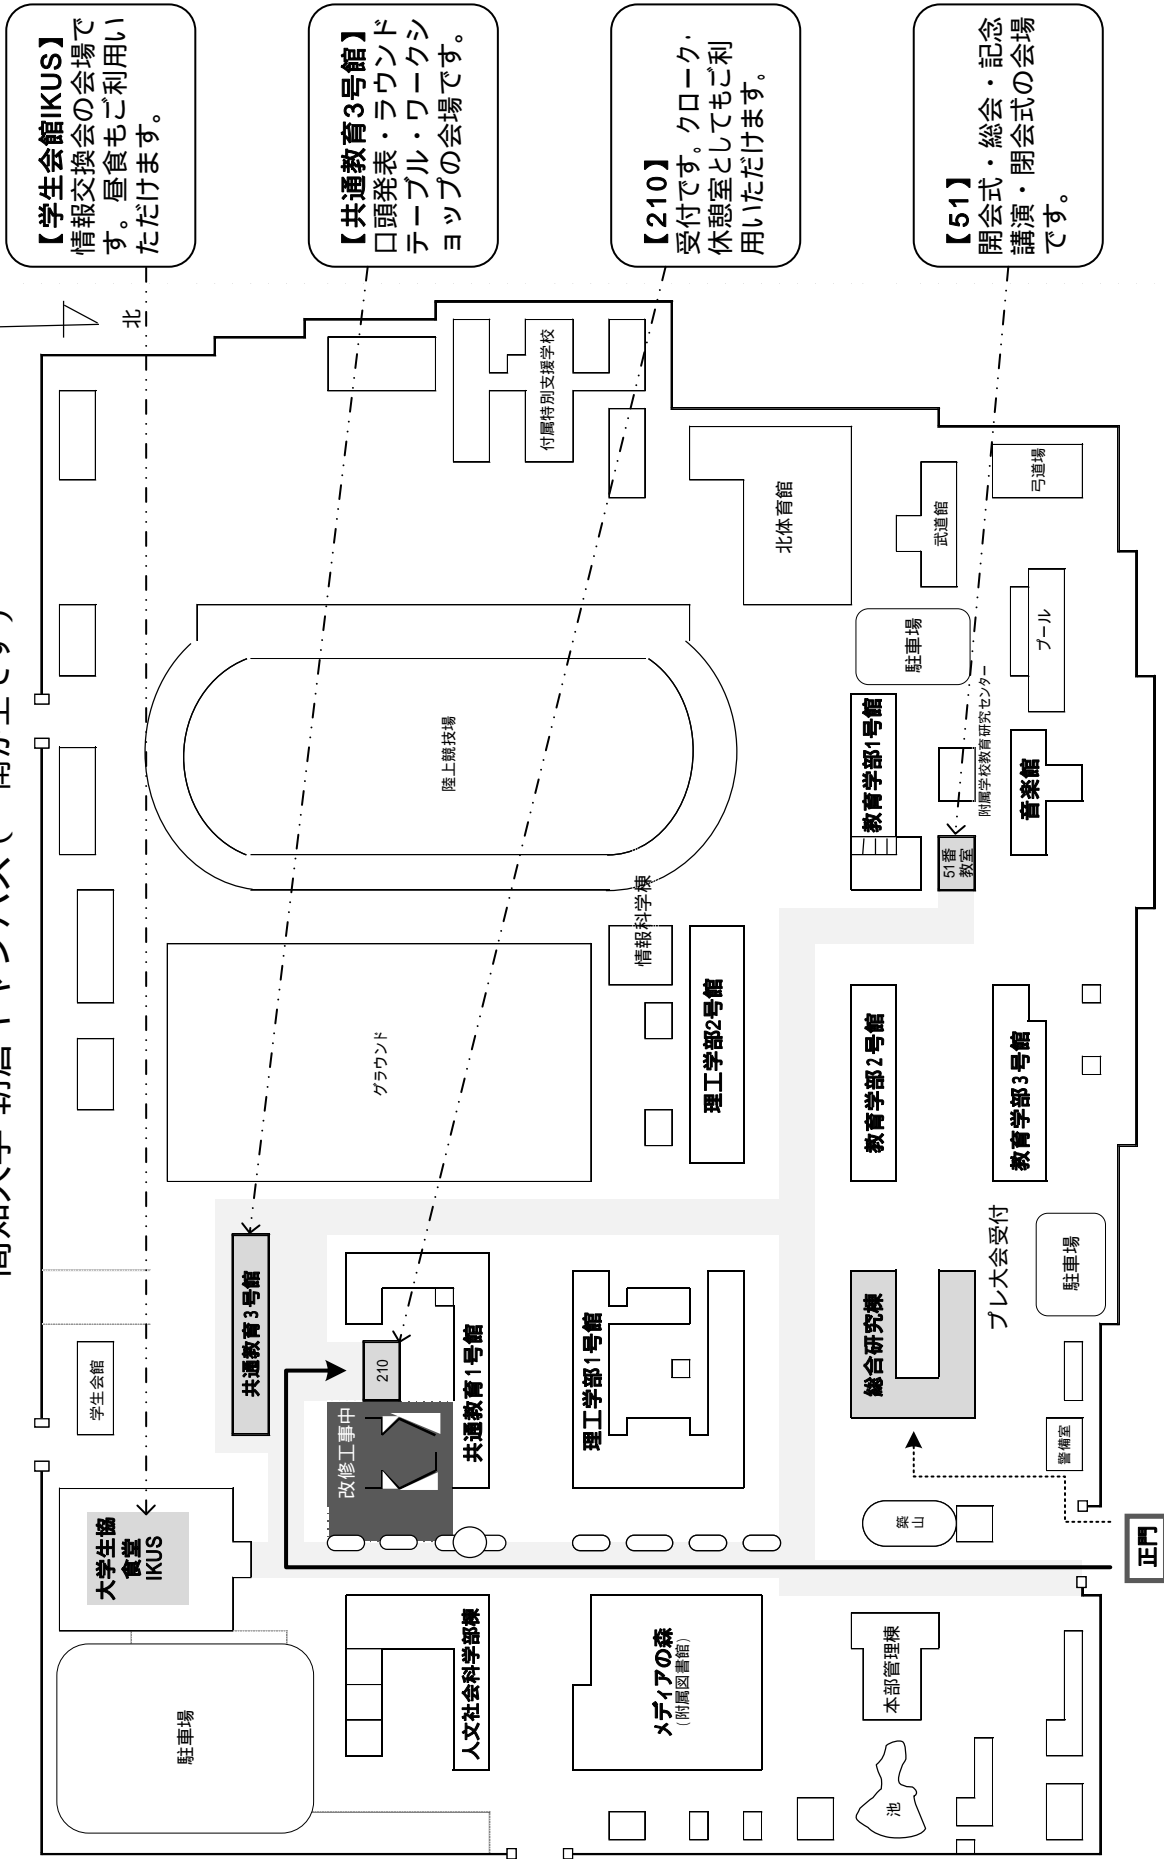 高知大学 朝倉キャンパス(
【学生会館IKUS】
情報交換会の会場で
す。昼食もご利用い
ただけます。
【共通教育3号館】
口頭発表・ラウンド
テーブル・ワークシ
ョップの会場です。
【210】
受付です。クローク・
休憩室としてもご利
用いただけます。
【51】
開会式・総会・記念
講演・閉会式の会場
です。
北
付属特別支援学校
北体育館
武道館
弓道場
駐車場
プール
陸上競技場
教育学部1号館
附属学校教育研究センター
音楽館
51番
教室
情報科学棟
理工学部2号館
グラウンド
教育学部2号館
教育学部3号館
共通教育3号館
学生会館
210
共通教育1号館
改修工事中
理工学部1号館
総合研究棟
プレ大会受付
駐車場
警備室
築山
正門
大学生協
食堂
IKUS
駐車場
人文社会科学部棟
メディアの森
(附属図書館)
本部管理棟
池